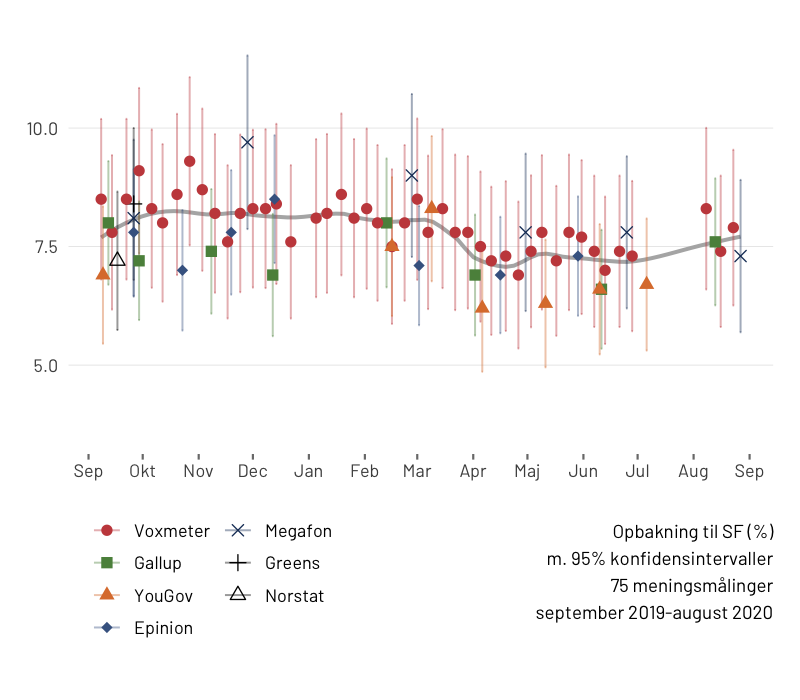 10.0
7.5
5.0
Sep Okt Nov Dec Jan Feb Mar Apr Maj Jun Jul Aug Sep
Voxmeter
Megafon
Gallup
Greens
YouGov
Norstat
Epinion
Opbakning til SF (%)
m. 95% konfidensintervaller
75 meningsmålinger
september 2019-august 2020